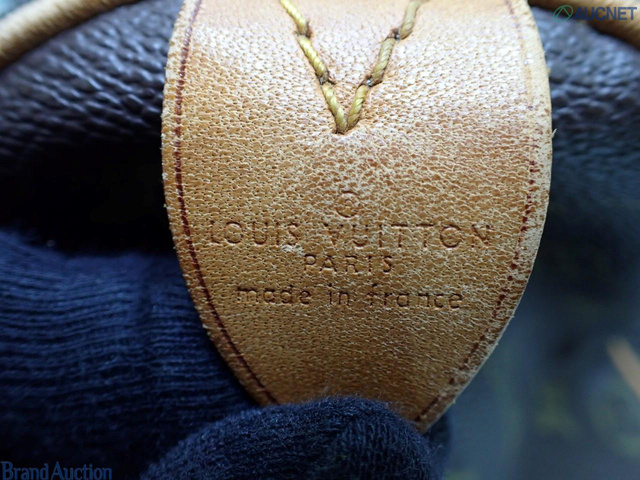 AUCNET
LOUIS VUITTON
PARIS
made in france
Brand Auction